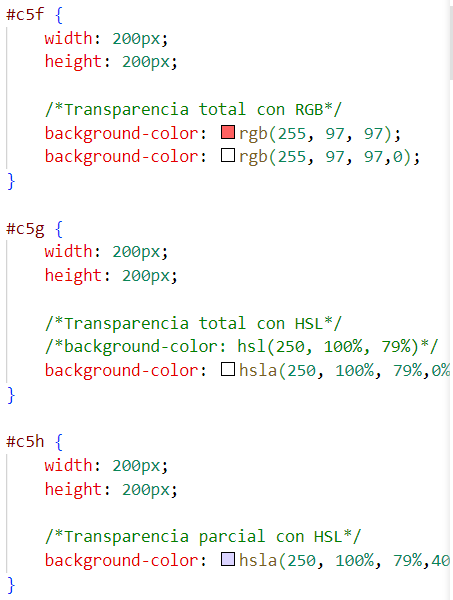 #c5f {
width: 200px;
height: 200px;
/*Transparencia total con RGB*/
background-color: rgb(255, 97, 97);
background-color: rgb(255, 97, 97,0);
}
#c5g {
width: 200px;
height: 200px;
/*Transparencia total con HSL*/
/*background-color: hsl(250, 100%, 79%)*/
background-color: hsla(250, 100%, 79%,0%
}
#c5h {
width: 200px;
height: 200px;
/*Transparencia parcial con HSL*/
background-color: hsla(250, 100%, 79%,40
}